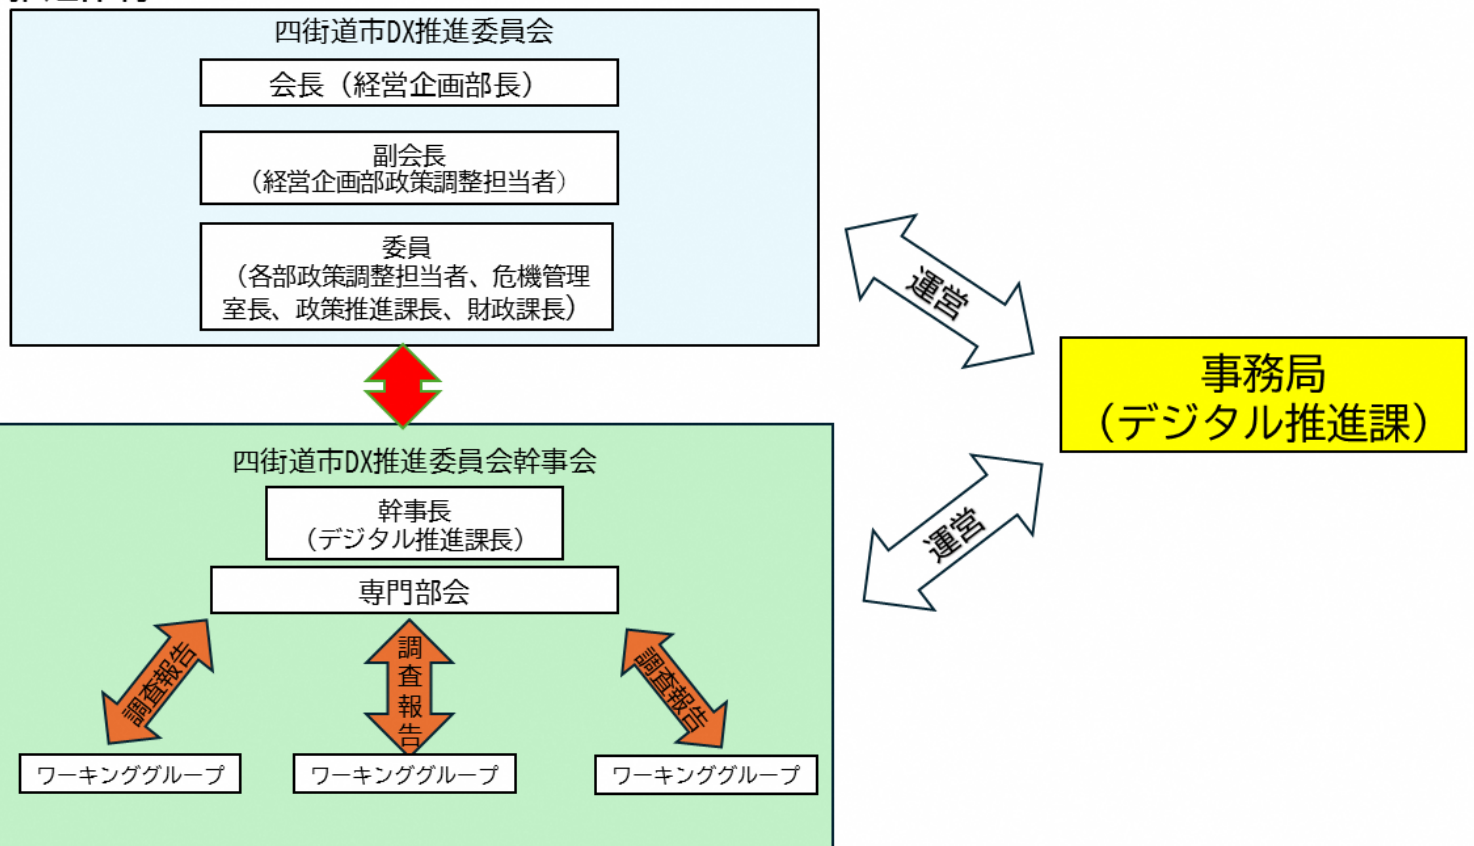 四街道市DX推進委員会
会長（経営企画部長）
副会長
（経営企画部政策調整担当者）
委員
（各部政策調整担当者、危機管理
室長、政策推進課長、財政課長）
運営
事務局
（デジタル推進課）
四街道市DX推進委員会幹事会
幹事長
（デジタル推進課長）
専門部会
運営
調査報告
調査報告
調査報告
ワーキンググループ
ワーキンググループ
ワーキンググループ